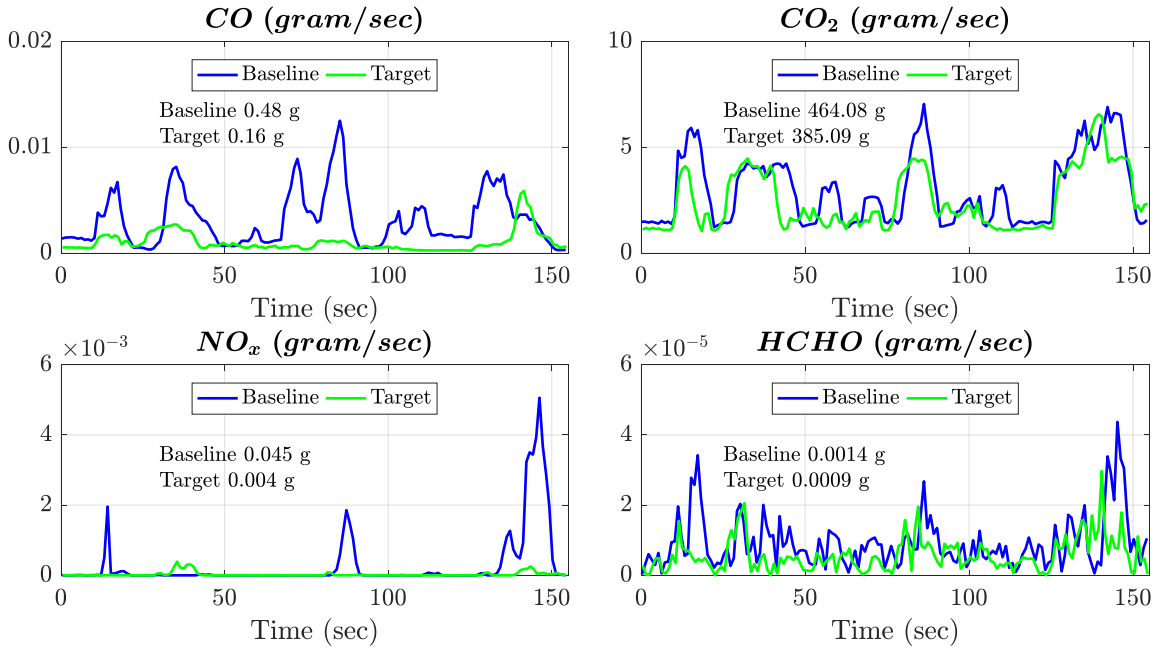 CO (gram/sec)
0.02
0.01
0
Baseline Target
Baseline 0.48 g
Target 0.16 g
0 50 100 150
Time (sec)
CO₂ (gram/sec)
10
5
0
Baseline Target
Baseline 464.08 g
Target 385.09 g
0 50 100 150
Time (sec)
NOₓ (gram/sec)
×10⁻³
6
4
2
0
Baseline Target
Baseline 0.045 g
Target 0.004 g
0 50 100 150
Time (sec)
HCHO (gram/sec)
×10⁻⁵
6
4
2
0
Baseline Target
Baseline 0.0014 g
Target 0.0009 g
0 50 100 150
Time (sec)